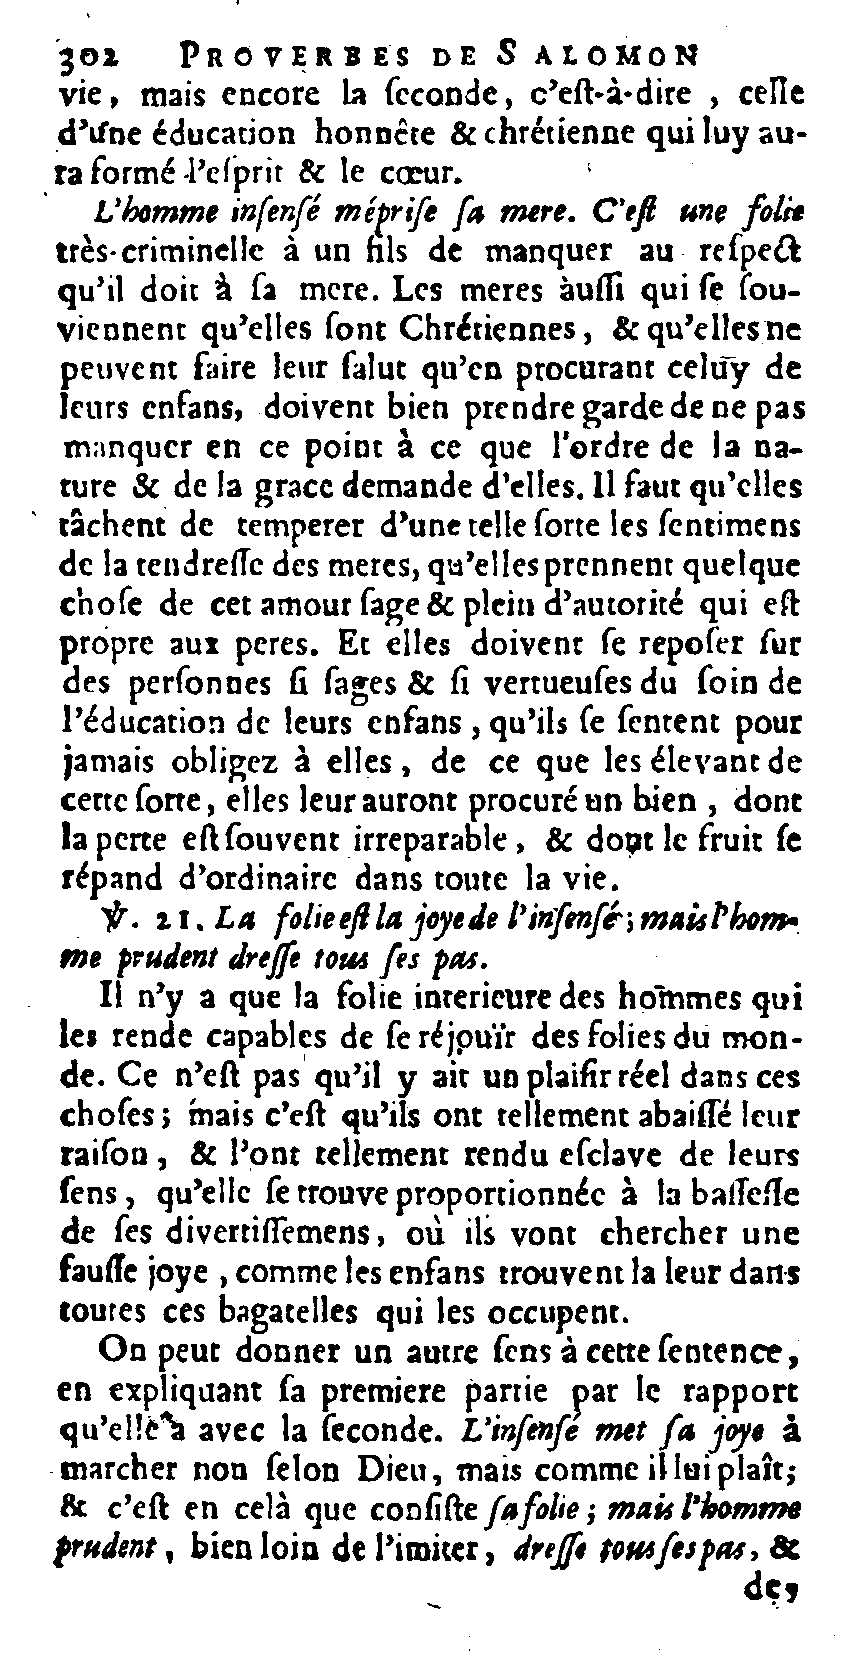 302 PROVERBES DE SALOMON
vie, mais encore la ſeconde, c'eſt-à-dire, celle
d'une éducation honnête & chrétienne qui luy au-
ra formé l'eſprit & le cœur.
L'homme inſenſé mépriſe ſa mere. C'eſt une folie
très-criminelle à un fils de manquer au reſpect
qu'il doit à ſa mere. Les meres auſſi qui ſe ſou-
viennent qu'elles ſont Chrétiennes, & qu'elles ne
peuvent faire leur ſalut qu'en procurant celuy de
leurs enfans, doivent bien prendre garde de ne pas
manquer en ce point à ce que l'ordre de la na-
ture & de la grace demande d'elles. Il faut qu'elles
tâchent de temperer d'une telle ſorte les ſentimens
de la tendreſſe des meres, qu'elles prennent quelque
choſe de cet amour ſage & plein d'autorité qui eſt
propre aux peres. Et elles doivent ſe repoſer ſur
des perſonnes ſi ſages & ſi vertueuſes du ſoin de
l'éducation de leurs enfans, qu'ils ſe ſentent pour
jamais obligez à elles, de ce que les élevant de
cette ſorte, elles leur auront procuré un bien, dont
la perte eſt ſouvent irreparable, & dont le fruit ſe
répand d'ordinaire dans toute la vie.
℣. 21. La folie eſt la joye de l'inſenſé; mais l'hom-
me prudent dreſſe tous ſes pas.
Il n'y a que la folie interieure des hommes qui
les rende capables de ſe réjouïr des folies du mon-
de. Ce n'eſt pas qu'il y ait un plaiſir réel dans ces
choſes; mais c'eſt qu'ils ont tellement abaiſſé leur
raiſon, & l'ont tellement rendu eſclave de leurs
ſens, qu'elle ſe trouve proportionnée à la baſſeſſe
de ſes divertiſſemens, où ils vont chercher une
fauſſe joye, comme les enfans trouvent la leur dans
toutes ces bagatelles qui les occupent.
On peut donner un autre ſens à cette ſentence,
en expliquant ſa premiere partie par le rapport
qu'elle a avec la ſeconde. L'inſenſé met ſa joye à
marcher non ſelon Dieu, mais comme il lui plaît;
& c'eſt en celà que conſiſte ſa folie; mais l'homme
prudent, bien loin de l'imiter, dreſſe tous ſes pas, &
de,